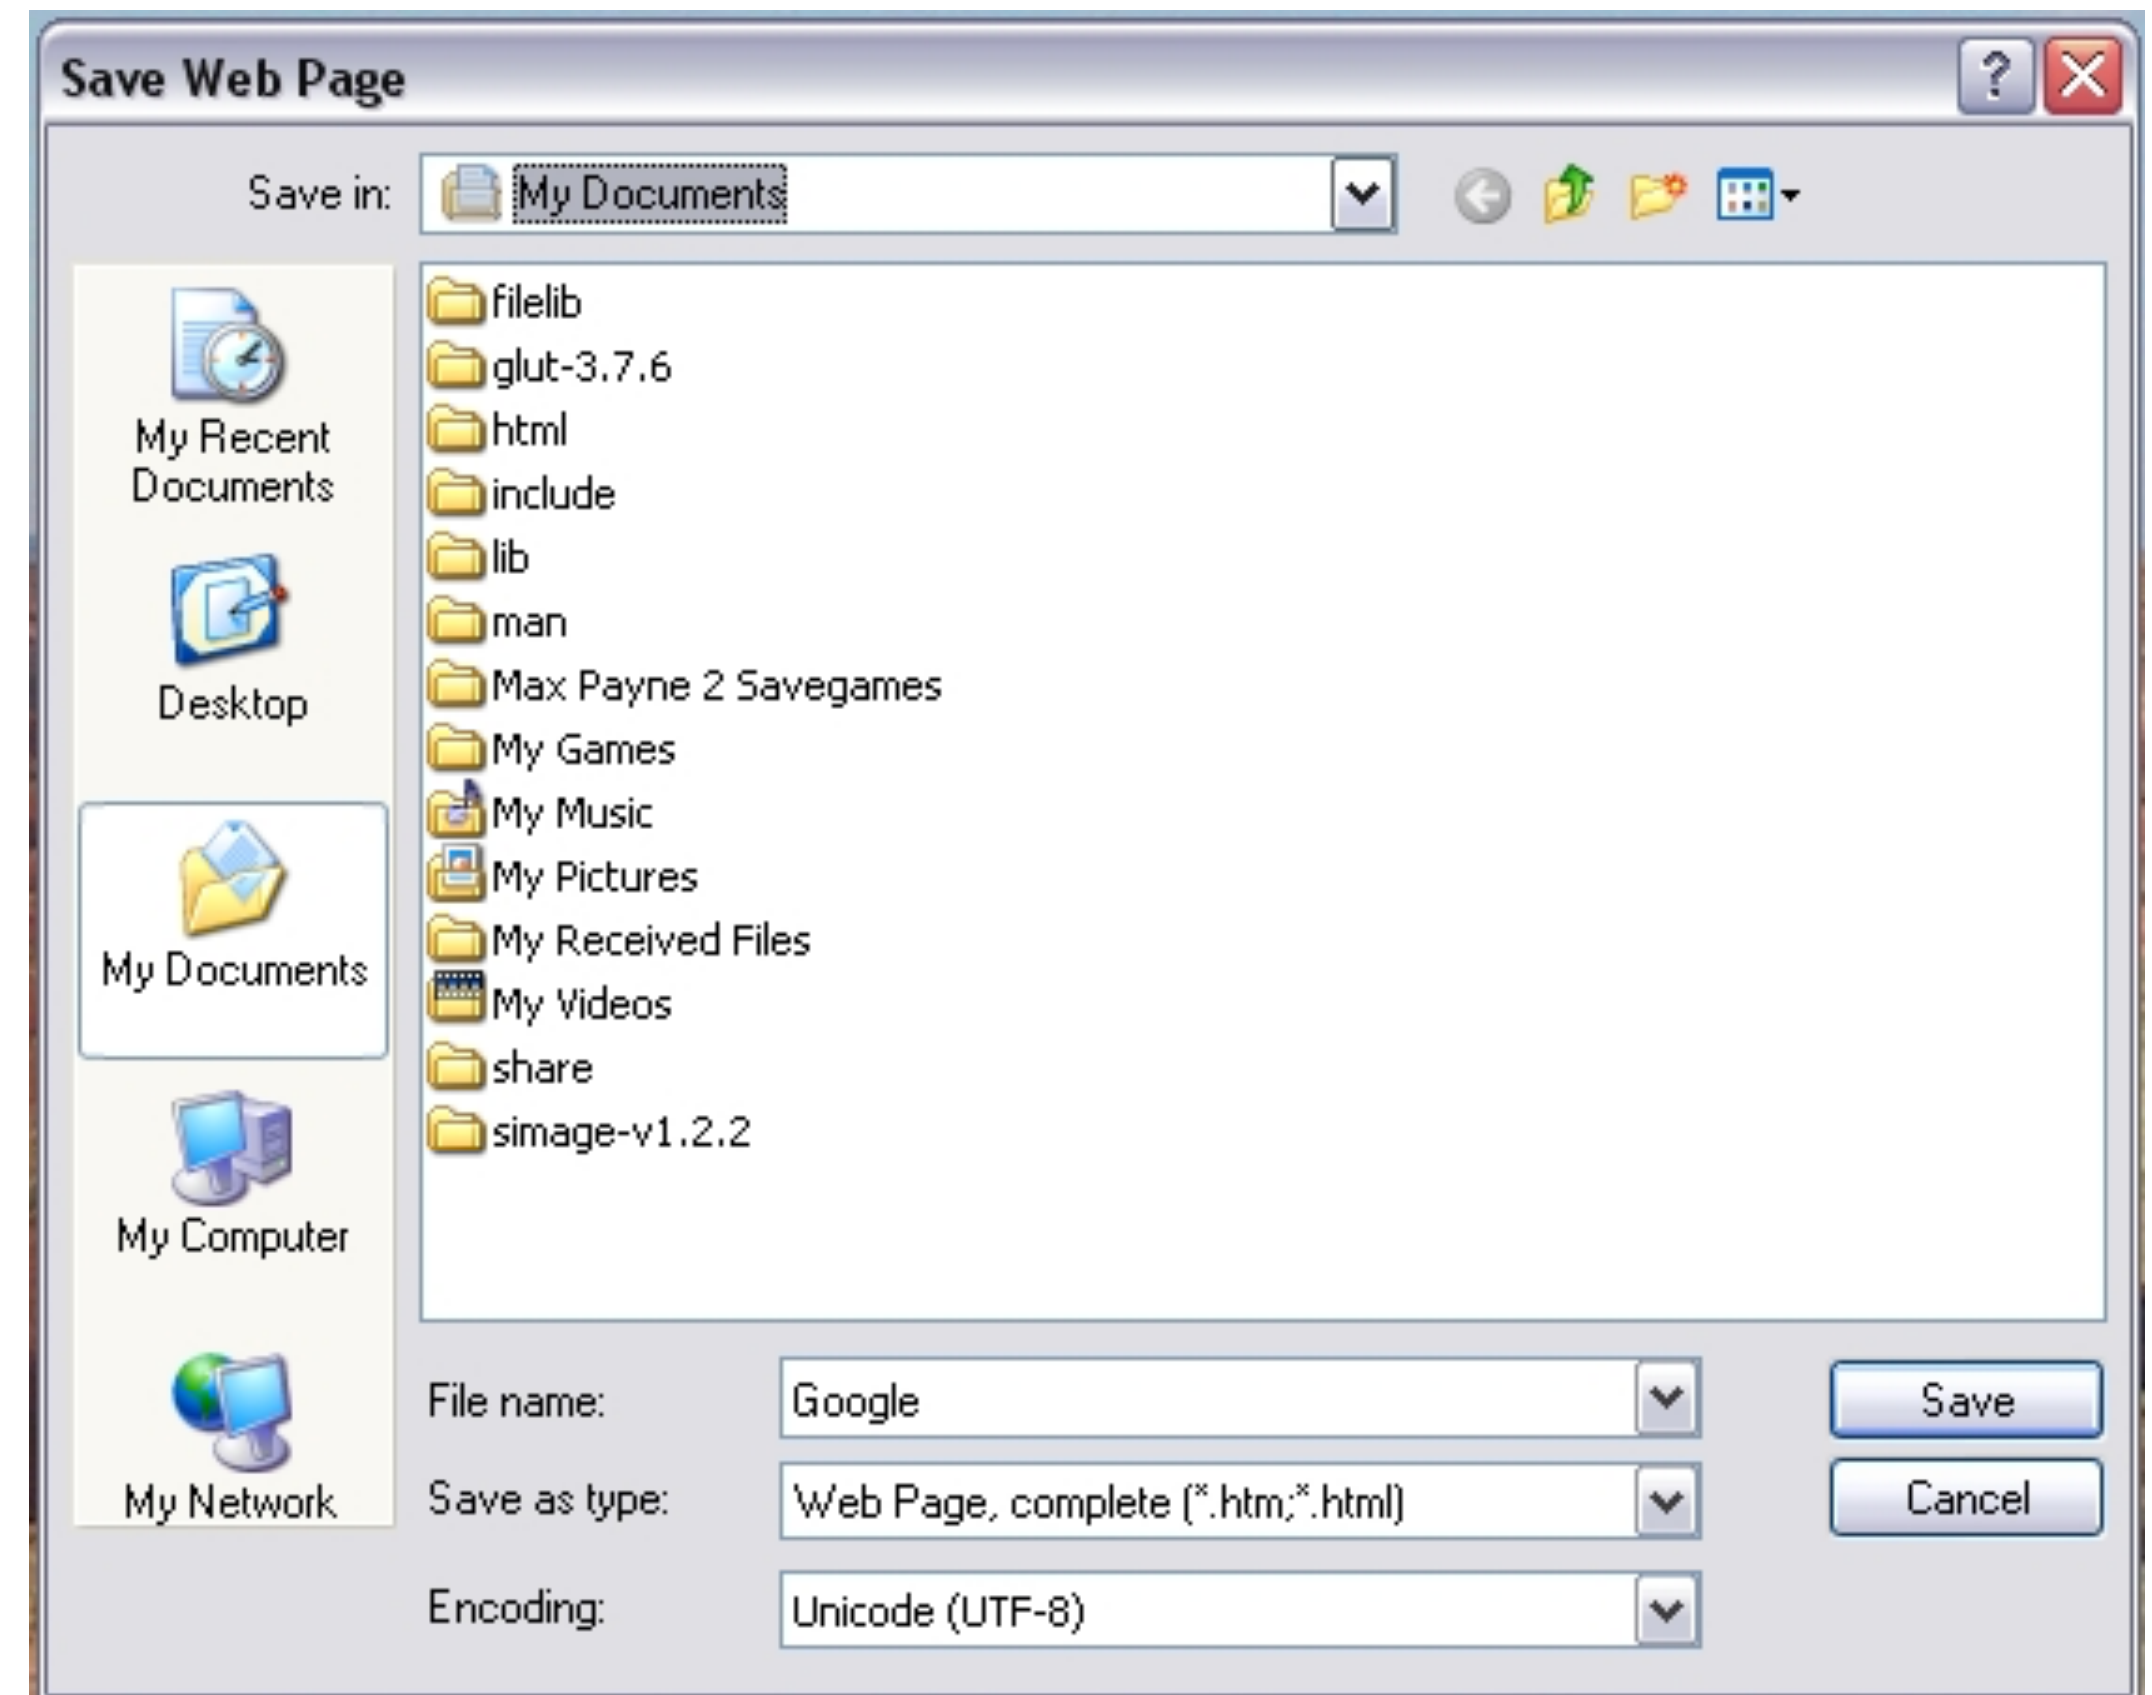 Save Web Page
?
Save in:
My Documents
My Recent
Documents
Desktop
My Documents
My Computer
My Network
filelib
glut-3.7.6
html
include
lib
man
Max Payne 2 Savegames
My Games
My Music
My Pictures
My Received Files
My Videos
share
simage-v1.2.2
File name:
Google
Save
Save as type:
Web Page, complete (*.htm;*.html)
Cancel
Encoding:
Unicode (UTF-8)